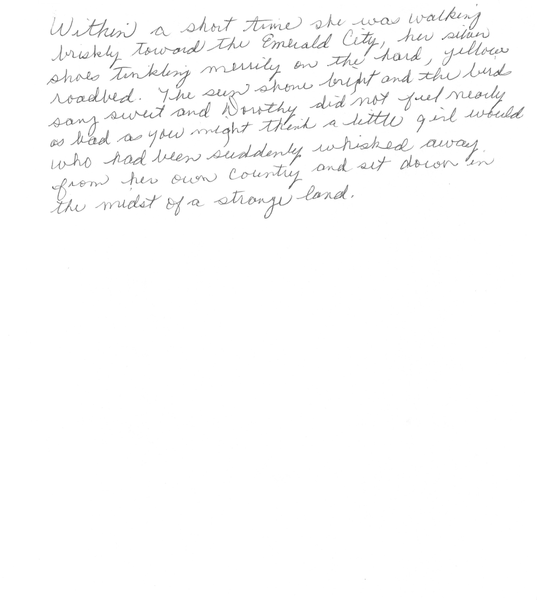 Within a short time she was walking
briskly toward the Emerald City, her silver
shoes tinkling merrily on the hard, yellow
roadbed. The sun shone bright and the birds
sang sweet and Dorothy did not feel nearly
as bad as you might think a little girl would
who had been suddenly whisked away
from her own country and set down in
the midst of a strange land.